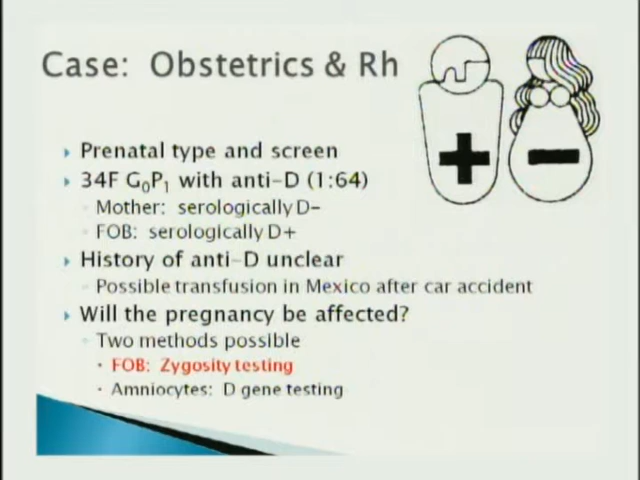 Case: Obstetrics & Rh
Prenatal type and screen
34F G₀P₁ with anti-D (1:64)
Mother: serologically D-
FOB: serologically D+
History of anti-D unclear
Possible transfusion in Mexico after car accident
Will the pregnancy be affected?
Two methods possible
FOB: Zygosity testing
Amniocytes: D gene testing